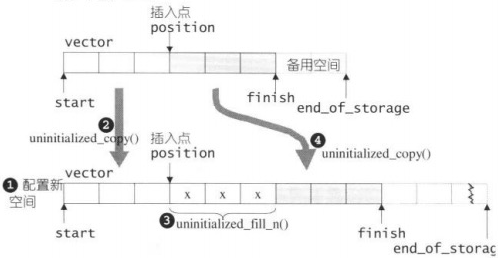 插入点
position
vector
备用空间
start
finish
end_of_storage
❷
uninitialized_copy()
插入点
position
❹
uninitialized_copy()
vector
❶ 配置新
空间
x x x
❸ uninitialized_fill_n()
start
finish
end_of_storag